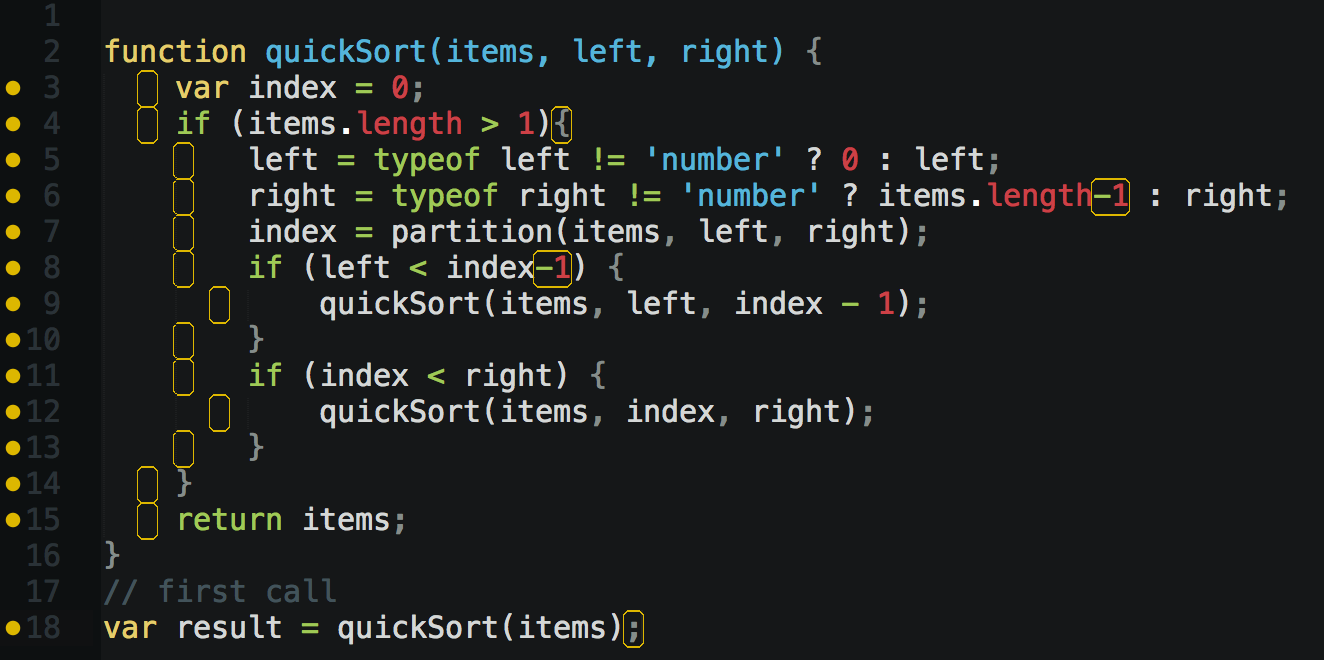 1
2 function quickSort(items, left, right) {
3     var index = 0;
4     if (items.length > 1){
5         left = typeof left != 'number' ? 0 : left;
6         right = typeof right != 'number' ? items.length-1 : right;
7         index = partition(items, left, right);
8         if (left < index-1) {
9             quickSort(items, left, index - 1);
10         }
11         if (index < right) {
12             quickSort(items, index, right);
13         }
14     }
15     return items;
16 }
17 // first call
18 var result = quickSort(items);